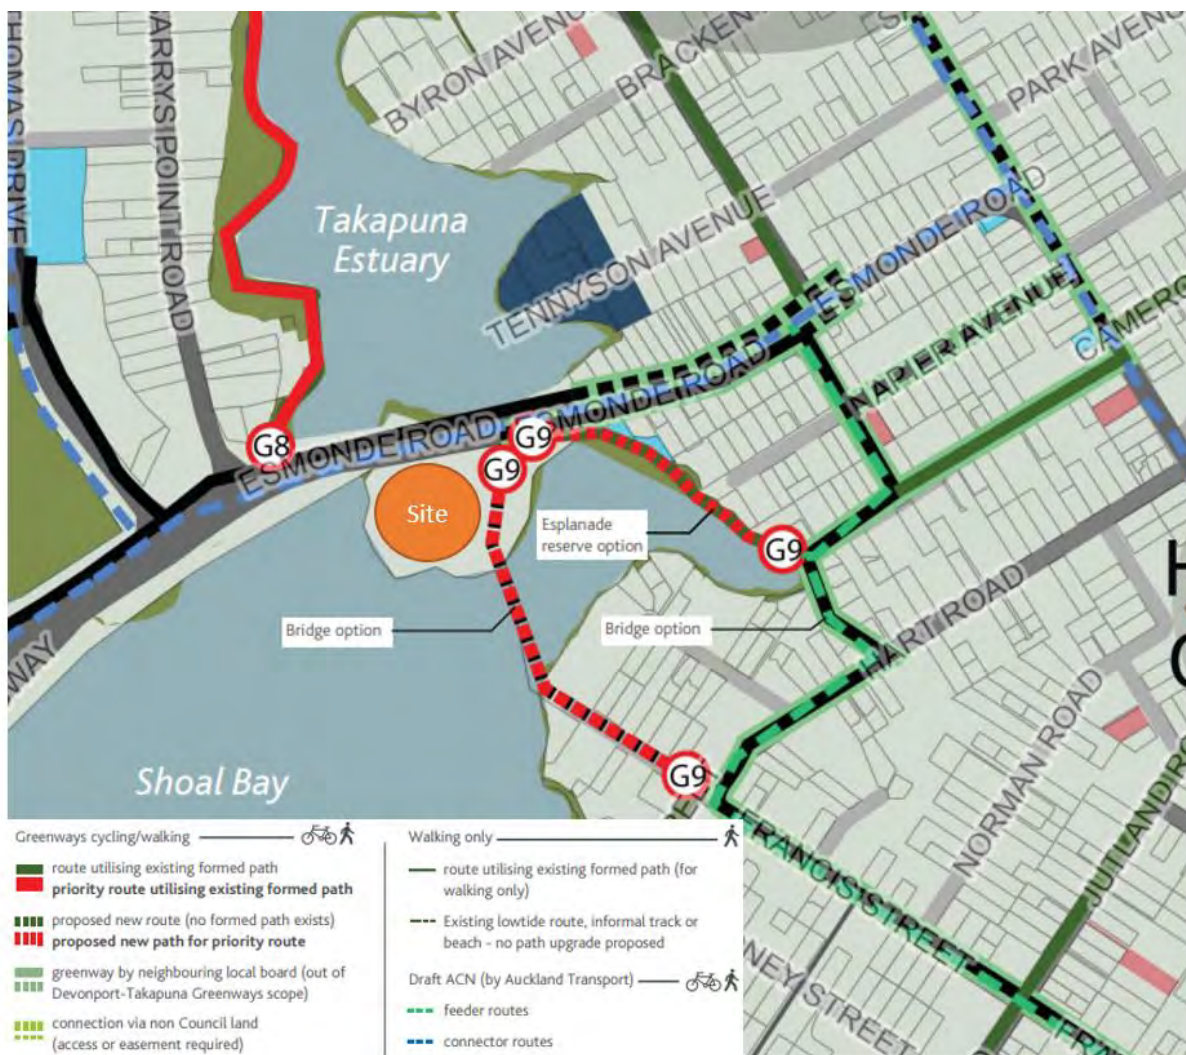 THOMAS DRIVE
BARRYS POINT ROAD
BYRON AVENUE
BRACKEN
ESMONDE ROAD
PARK AVENUE
Takapuna
Estuary
TENNYSON AVENUE
ESMONDE ROAD
NAPIER AVENUE
CAMERO
G8
ESMONDE ROAD
G9
G9
Site
Esplanade
reserve option
G9
Bridge option
Bridge option
HART ROAD
H
WAY
NORMAN ROAD
G9
Shoal Bay
FRANCIS STREET
JUTLAND R
NEY STREET
FRA
Greenways cycling/walking
route utilising existing formed path
priority route utilising existing formed path
proposed new route (no formed path exists)
proposed new path for priority route
greenway by neighbouring local board (out of
Devonport-Takapuna Greenways scope)
connection via non Council land
(access or easement required)
Walking only
route utilising existing formed path (for
walking only)
Existing lowtide route, informal track or
beach - no path upgrade proposed
Draft ACN (by Auckland Transport)
feeder routes
connector routes